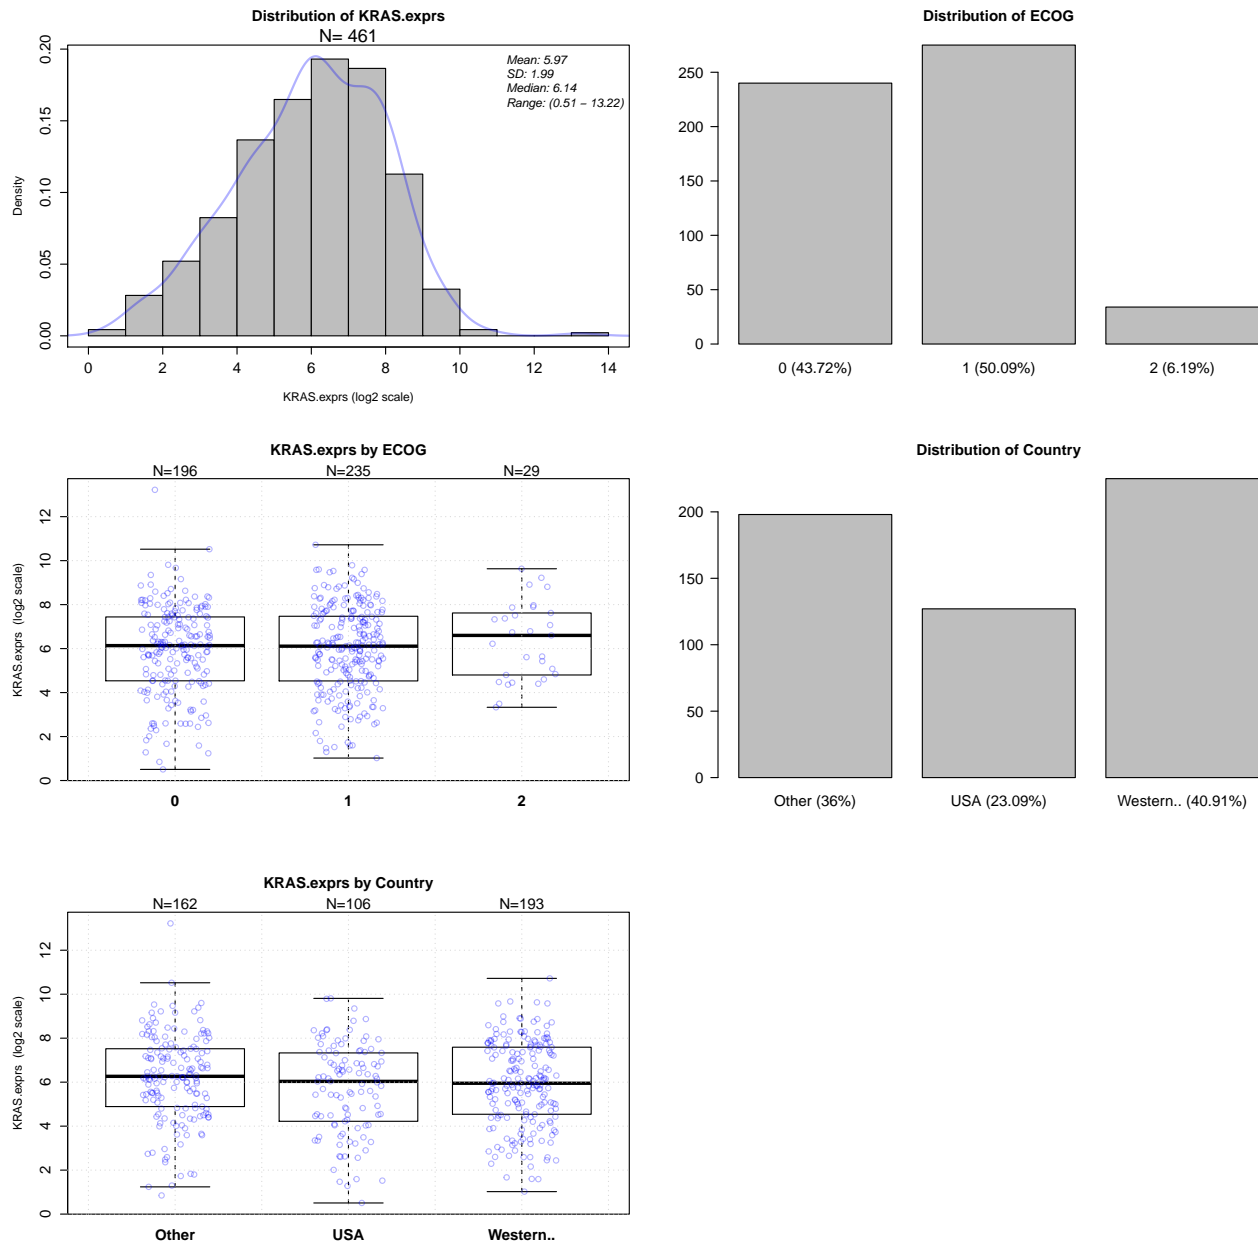 Distribution of KRAS.exprs
N= 461
Mean: 5.97
SD: 1.99
Median: 6.14
Range: (0.51 − 13.22)
0.00
0.05
0.10
0.15
0.20
Density
0 2 4 6 8 10 12 14
KRAS.exprs (log2 scale)
Distribution of ECOG
0
50
100
150
200
250
0 (43.72%) 1 (50.09%) 2 (6.19%)
KRAS.exprs by ECOG
N=196 N=235 N=29
0
2
4
6
8
10
12
KRAS.exprs (log2 scale)
0 1 2
Distribution of Country
0
50
100
150
200
Other (36%) USA (23.09%) Western.. (40.91%)
KRAS.exprs by Country
N=162 N=106 N=193
0
2
4
6
8
10
12
KRAS.exprs (log2 scale)
Other USA Western..